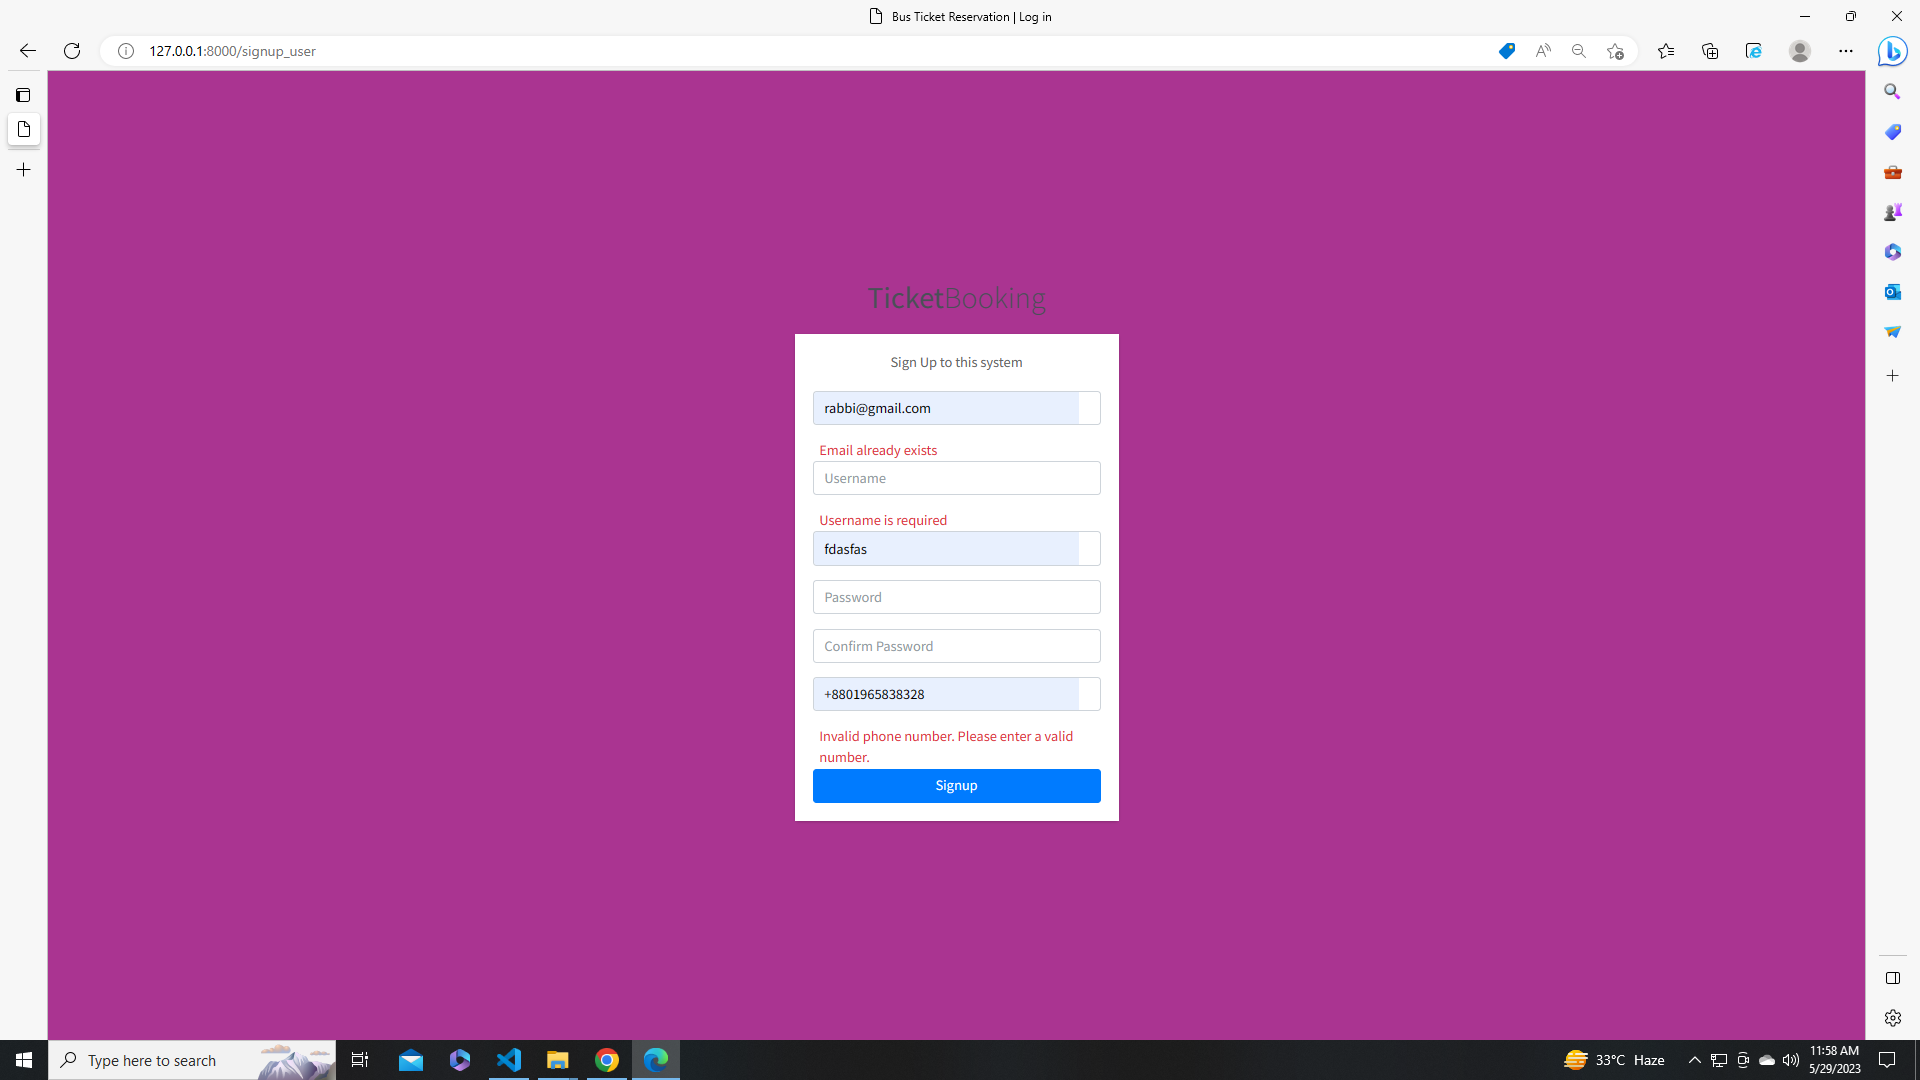 Bus Ticket Reservation | Log in
127.0.0.1:8000/signup_user
TicketBooking
Sign Up to this system
rabbi@gmail.com
Email already exists
Username
Username is required
fdasfas
Password
Confirm Password
+8801965838328
Invalid phone number. Please enter a valid
number.
Signup
Type here to search
33°C Haze
11:58 AM
5/29/2023